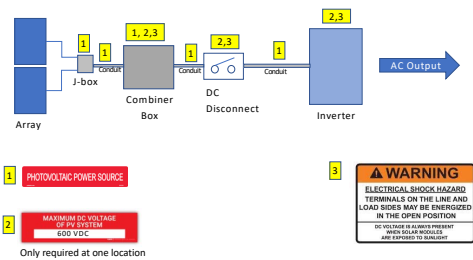 2,3
1, 2,3
2,3
1
1
1
1
AC Output
J-box
Conduit
Conduit
Conduit
Combiner
Box
DC
Disconnect
Inverter
Array
1
PHOTOVOLTAIC POWER SOURCE
2
MAXIMUM DC VOLTAGE
OF PV SYSTEM
600 VDC
Only required at one location
3
WARNING
ELECTRICAL SHOCK HAZARD
TERMINALS ON THE LINE AND
LOAD SIDES MAY BE ENERGIZED
IN THE OPEN POSITION
DC VOLTAGE IS ALWAYS PRESENT
WHEN SOLAR MODULES
ARE EXPOSED TO SUNLIGHT